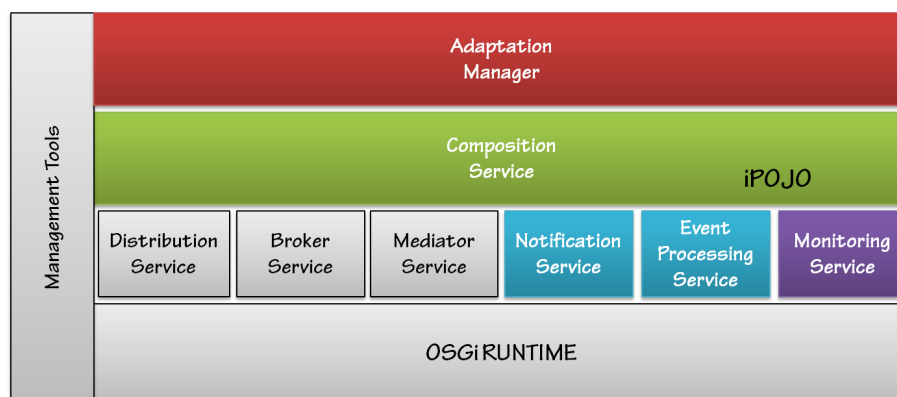 Management Tools
Adaptation
Manager
Composition
Service
iPOJO
Distribution
Service
Broker
Service
Mediator
Service
Notification
Service
Event
Processing
Service
Monitoring
Service
OSGi RUNTIME